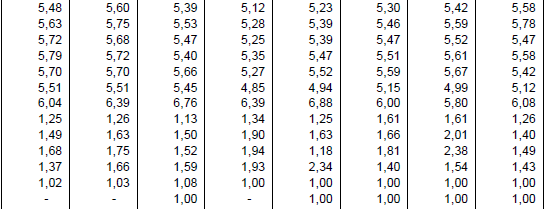 5,48 5,60 5,39 5,12 5,23 5,30 5,42 5,58
5,63 5,75 5,53 5,28 5,39 5,46 5,59 5,78
5,72 5,68 5,47 5,25 5,39 5,47 5,52 5,47
5,79 5,72 5,40 5,35 5,47 5,51 5,61 5,58
5,70 5,70 5,66 5,27 5,52 5,59 5,67 5,42
5,51 5,51 5,45 4,85 4,94 5,15 4,99 5,12
6,04 6,39 6,76 6,39 6,88 6,00 5,80 6,08
1,25 1,26 1,13 1,34 1,25 1,61 1,61 1,26
1,49 1,63 1,50 1,90 1,63 1,66 2,01 1,40
1,68 1,75 1,52 1,94 1,18 1,81 2,38 1,49
1,37 1,66 1,59 1,93 2,34 1,40 1,54 1,43
1,02 1,03 1,08 1,00 1,00 1,00 1,00 1,00
- - 1,00 - 1,00 1,00 1,00 1,00